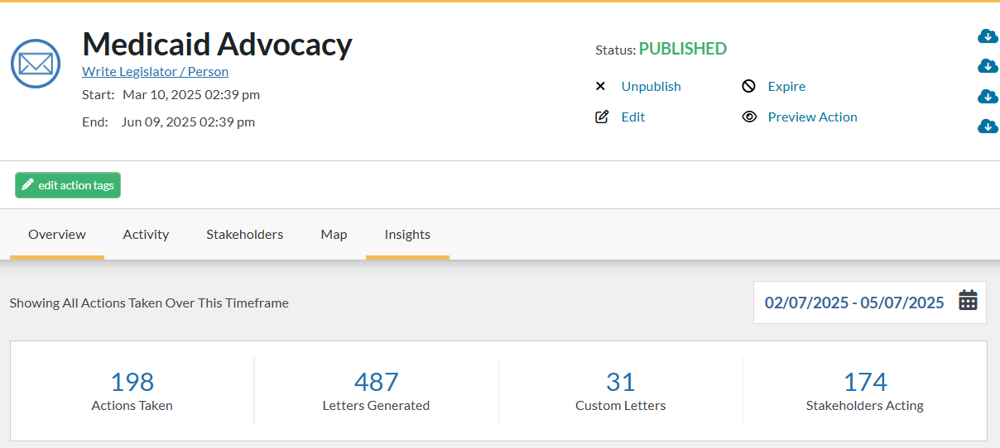 Medicaid Advocacy
Write Legislator / Person
Start: Mar 10, 2025 02:39 pm
End: Jun 09, 2025 02:39 pm
Status: PUBLISHED
Unpublish
Expire
Edit
Preview Action
edit action tags
Overview
Activity
Stakeholders
Map
Insights
Showing All Actions Taken Over This Timeframe
02/07/2025 - 05/07/2025
198
Actions Taken
487
Letters Generated
31
Custom Letters
174
Stakeholders Acting